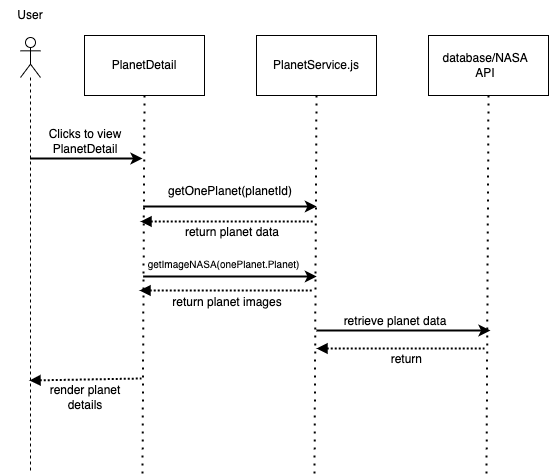 User
PlanetDetail
PlanetService.js
database/NASA
API
Clicks to view
PlanetDetail
getOnePlanet(planetId)
return planet data
getImageNASA(onePlanet.Planet)
return planet images
retrieve planet data
return
render planet
details